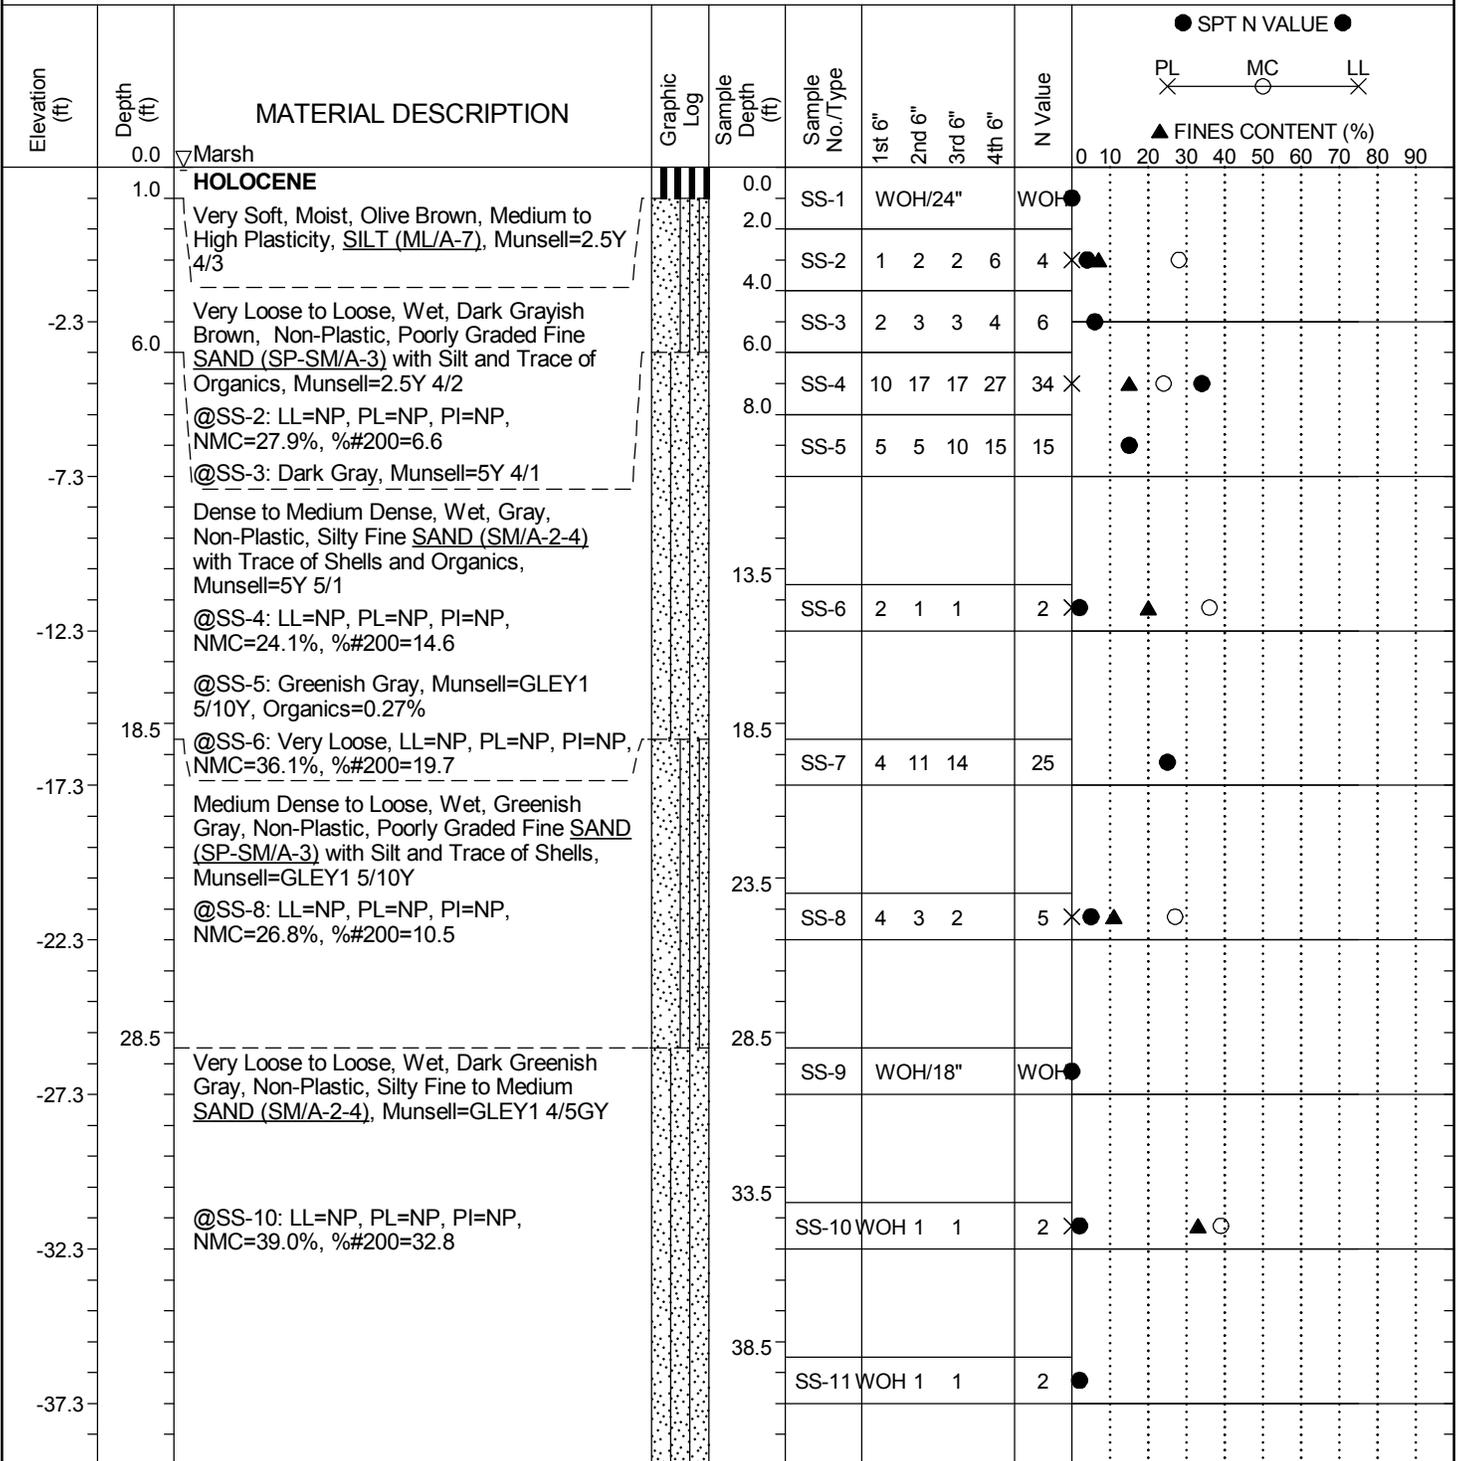 ● SPT N VALUE ●
PL MC LL
▲ FINES CONTENT (%)
0 10 20 30 40 50 60 70 80 90
Elevation
(ft)
Depth
(ft)
MATERIAL DESCRIPTION
Graphic
Log
Sample
Depth
(ft)
Sample
No./Type
1st 6"
2nd 6"
3rd 6"
4th 6"
N Value
0.0 Marsh
HOLOCENE
1.0
Very Soft, Moist, Olive Brown, Medium to
High Plasticity, SILT (ML/A-7), Munsell=2.5Y
4/3
Very Loose to Loose, Wet, Dark Grayish
Brown, Non-Plastic, Poorly Graded Fine
SAND (SP-SM/A-3) with Silt and Trace of
Organics, Munsell=2.5Y 4/2
@SS-2: LL=NP, PL=NP, PI=NP,
NMC=27.9%, %#200=6.6
@SS-3: Dark Gray, Munsell=5Y 4/1
6.0
Dense to Medium Dense, Wet, Gray,
Non-Plastic, Silty Fine SAND (SM/A-2-4)
with Trace of Shells and Organics,
Munsell=5Y 5/1
@SS-4: LL=NP, PL=NP, PI=NP,
NMC=24.1%, %#200=14.6
@SS-5: Greenish Gray, Munsell=GLEY1
5/10Y, Organics=0.27%
@SS-6: Very Loose, LL=NP, PL=NP, PI=NP,
NMC=36.1%, %#200=19.7
18.5
Medium Dense to Loose, Wet, Greenish
Gray, Non-Plastic, Poorly Graded Fine SAND
(SP-SM/A-3) with Silt and Trace of Shells,
Munsell=GLEY1 5/10Y
@SS-8: LL=NP, PL=NP, PI=NP,
NMC=26.8%, %#200=10.5
28.5
Very Loose to Loose, Wet, Dark Greenish
Gray, Non-Plastic, Silty Fine to Medium
SAND (SM/A-2-4), Munsell=GLEY1 4/5GY
@SS-10: LL=NP, PL=NP, PI=NP,
NMC=39.0%, %#200=32.8
-2.3
-7.3
-12.3
-17.3
-22.3
-27.3
-32.3
-37.3
0.0
SS-1 WOH/24" WOH
2.0
SS-2 1 2 2 6 4
4.0
SS-3 2 3 3 4 6
6.0
SS-4 10 17 17 27 34
8.0
SS-5 5 5 10 15 15
13.5
SS-6 2 1 1 2
18.5
SS-7 4 11 14 25
23.5
SS-8 4 3 2 5
28.5
SS-9 WOH/18" WOH
33.5
SS-10 WOH 1 1 2
38.5
SS-11 WOH 1 1 2